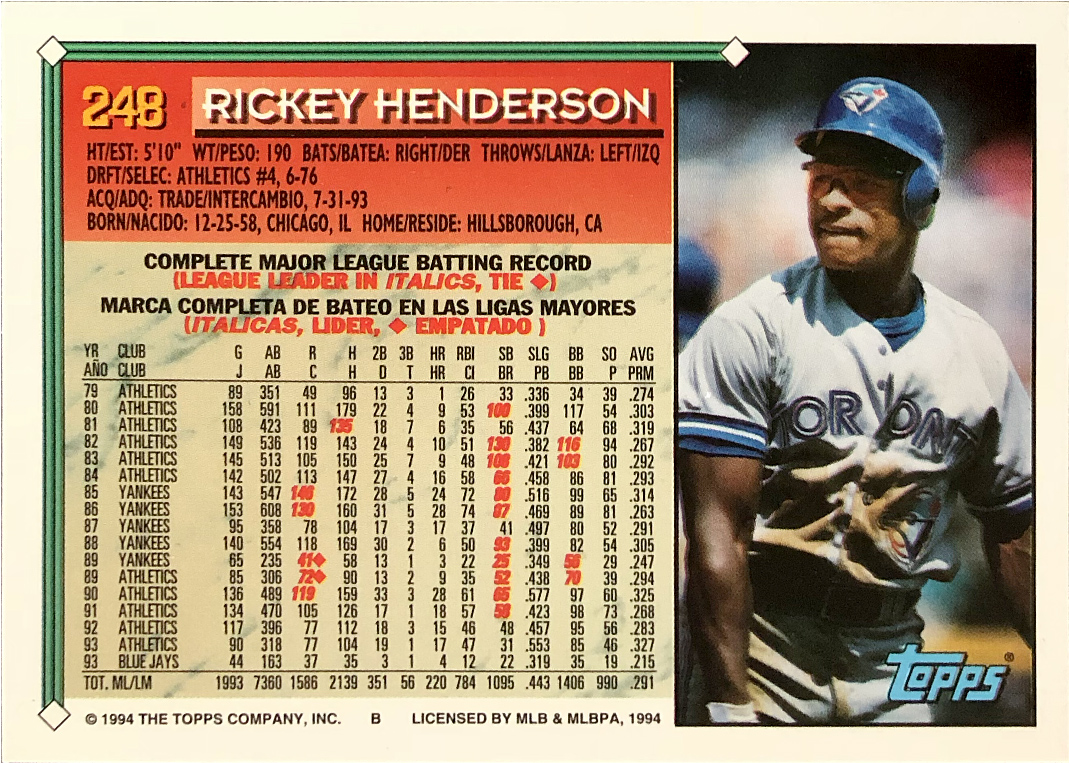 248 RICKEY HENDERSON
HT/EST: 5'10" WT/PESO: 190 BATS/BATEA: RIGHT/DER THROWS/LANZA: LEFT/IZQ
DRFT/SELEC: ATHLETICS #4, 6-76
ACQ/ADQ: TRADE/INTERCAMBIO, 7-31-93
BORN/NACIDO: 12-25-58, CHICAGO, IL HOME/RESIDE: HILLSBOROUGH, CA
COMPLETE MAJOR LEAGUE BATTING RECORD
(LEAGUE LEADER IN ITALICS, TIE ◆)
MARCA COMPLETA DE BATEO EN LAS LIGAS MAYORES
(ITALICAS, LIDER, ◆ EMPATADO )
YR CLUB G AB R H 2B 3B HR RBI SB SLG BB SO AVG
AÑO CLUB J AB C H D T HR CI BR PB BB P PRM
79 ATHLETICS 89 351 49 96 13 3 1 26 33 .336 34 39 .274
80 ATHLETICS 158 591 111 179 22 4 9 53 100 .399 117 54 .303
81 ATHLETICS 108 423 89 135 18 7 6 35 56 .437 64 68 .319
82 ATHLETICS 149 536 119 143 24 4 10 51 130 .382 116 94 .267
83 ATHLETICS 145 513 105 150 25 7 9 48 108 .421 103 80 .292
84 ATHLETICS 142 502 113 147 27 4 16 58 66 .458 86 81 .293
85 YANKEES 143 547 146 172 28 5 24 72 80 .516 99 65 .314
86 YANKEES 153 608 130 160 31 5 28 74 87 .469 89 81 .263
87 YANKEES 95 358 78 104 17 3 17 37 41 .497 80 52 .291
88 YANKEES 140 554 118 169 30 2 6 50 93 .399 82 54 .305
89 YANKEES 65 235 41◆ 58 13 1 3 22 25 .349 56 29 .247
89 ATHLETICS 85 306 72◆ 90 13 2 9 35 52 .438 70 39 .294
90 ATHLETICS 136 489 119 159 33 3 28 61 65 .577 97 60 .325
91 ATHLETICS 134 470 105 126 17 1 18 57 58 .423 98 73 .268
92 ATHLETICS 117 396 77 112 18 3 15 46 48 .457 95 56 .283
93 ATHLETICS 90 318 77 104 19 1 17 47 31 .553 85 46 .327
93 BLUE JAYS 44 163 37 35 3 1 4 12 22 .319 35 19 .215
TOT. ML/LM 1993 7360 1586 2139 351 56 220 784 1095 .443 1406 990 .291
© 1994 THE TOPPS COMPANY, INC. B LICENSED BY MLB & MLBPA, 1994
TORONTO
TOPPS ®